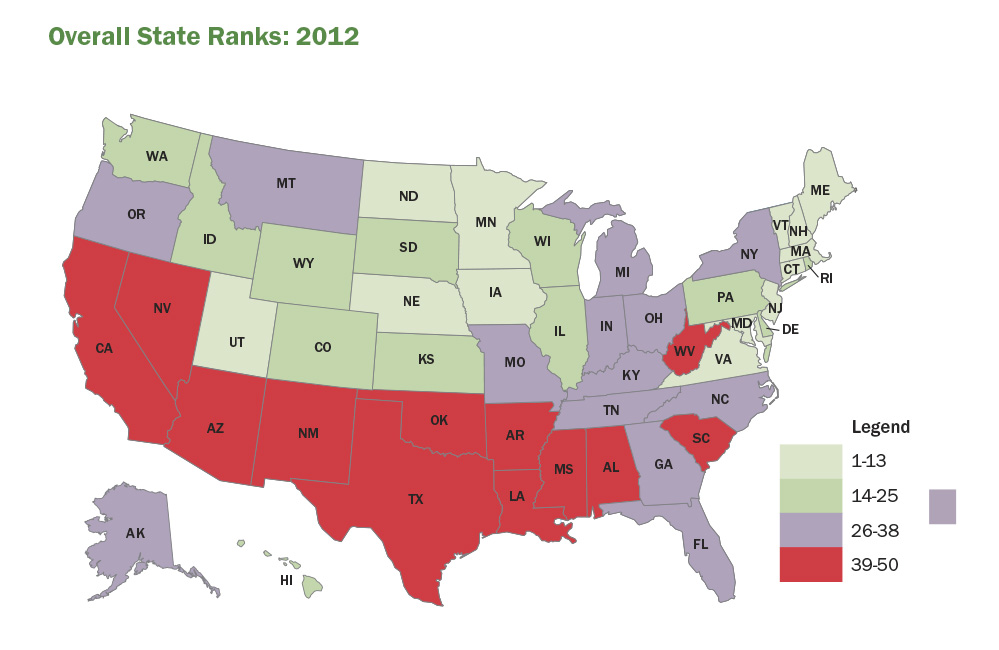 Overall State Ranks: 2012
WA
MT
ND
MN
ME
OR
ID
SD
WI
VT
NH
NY
MA
WY
MI
CT
RI
NE
IA
PA
NV
NJ
IL
IN
OH
MD
DE
UT
CO
CA
KS
MO
WV
VA
KY
NC
TN
AZ
NM
OK
AR
SC
MS
AL
GA
TX
LA
AK
FL
HI
Legend
1-13
14-25
26-38
39-50